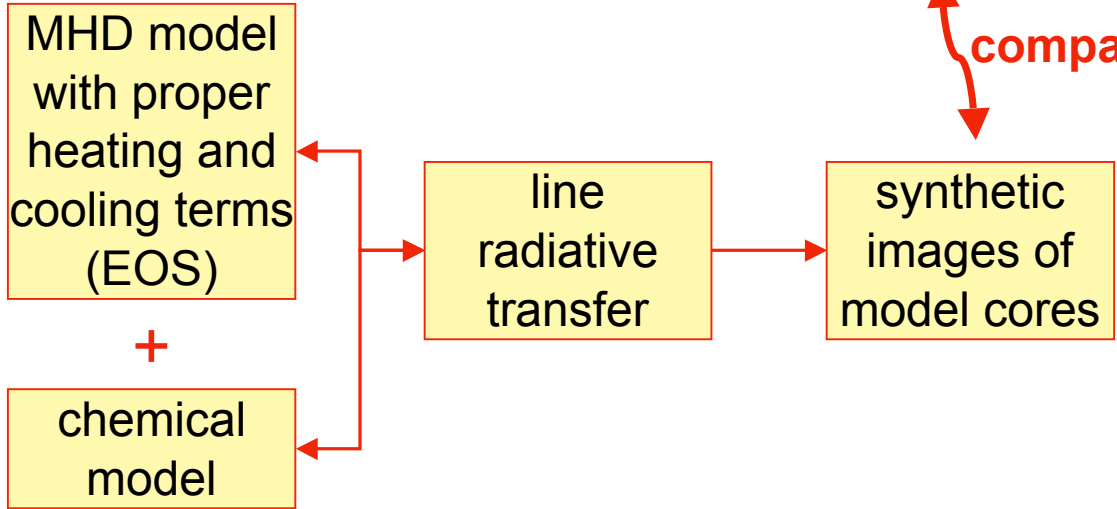 MHD model
with proper
heating and
cooling terms
(EOS)
+
chemical
model
line
radiative
transfer
compa
synthetic
images of
model cores